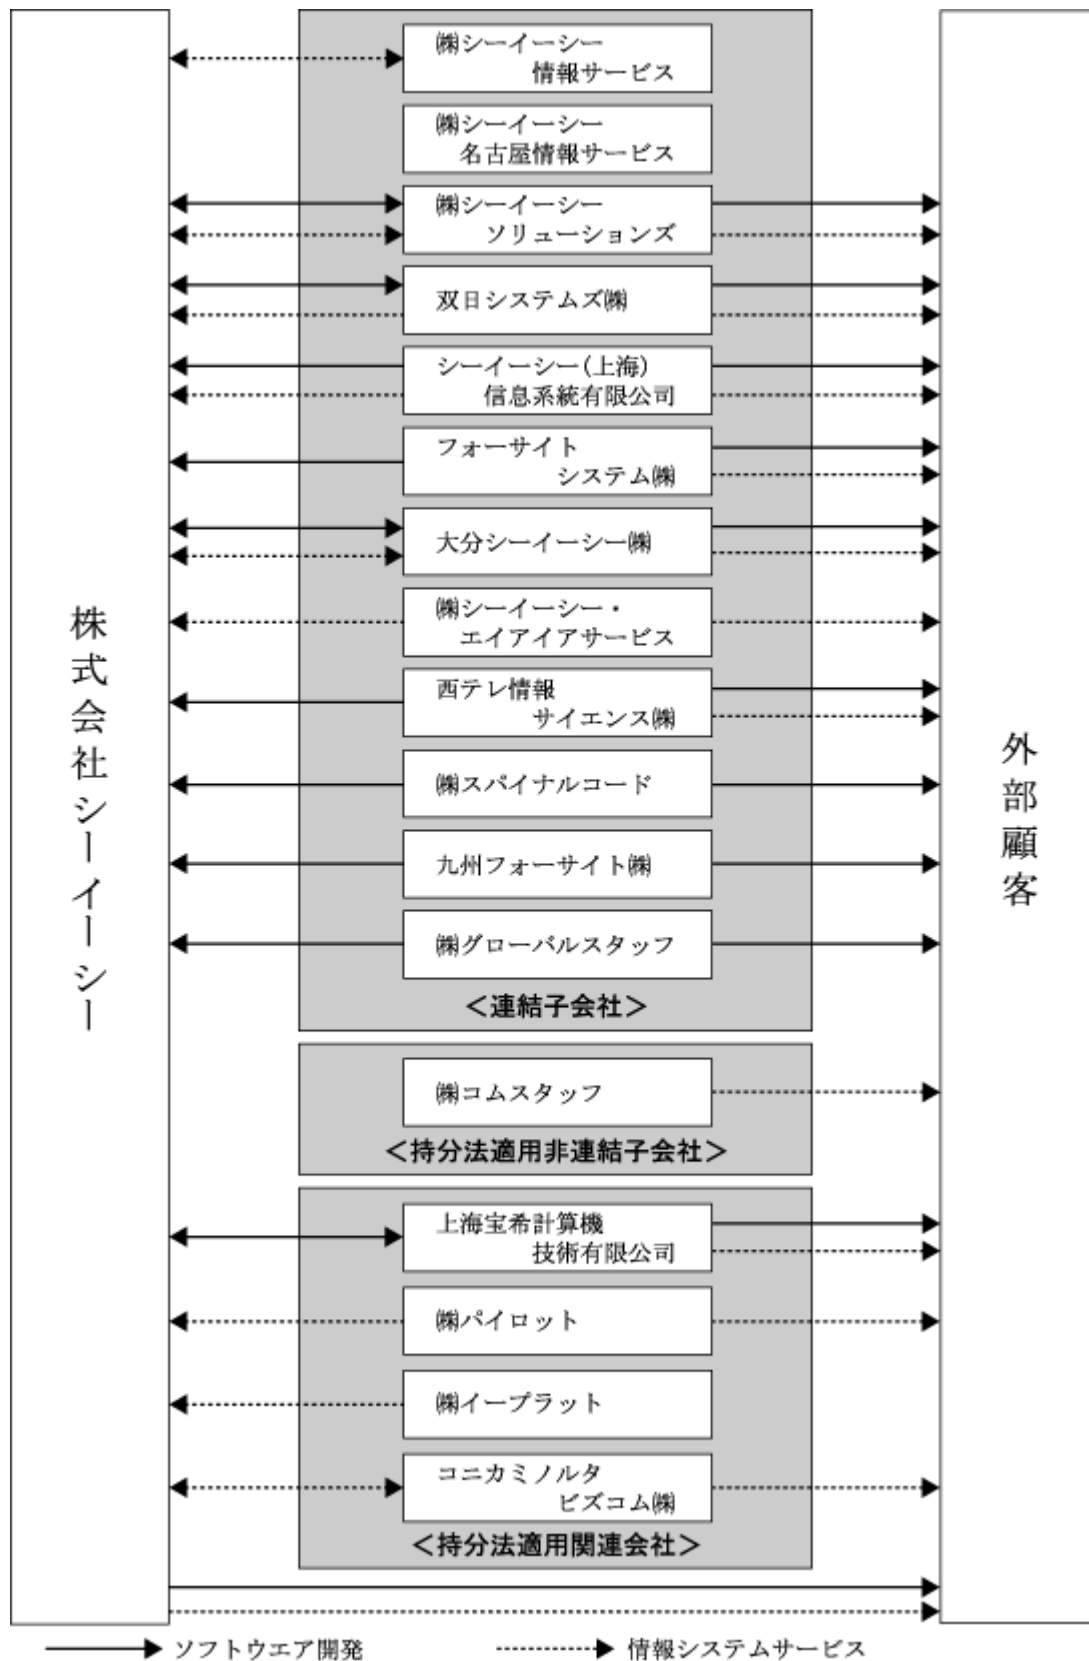 株式会社シーイーシー
㈱シーイーシー
情報サービス
㈱シーイーシー
名古屋情報サービス
㈱シーイーシー
ソリューションズ
双日システムズ㈱
シーイーシー(上海)
信息系統有限公司
フォーサイト
システム㈱
大分シーイーシー㈱
㈱シーイーシー・
エイアイアサービス
西テレ情報
サイエンス㈱
㈱スパイナルコード
九州フォーサイト㈱
㈱グローバルスタッフ
＜連結子会社＞
㈱コムスタッフ
＜持分法適用非連結子会社＞
上海宝希計算機
技術有限公司
㈱パイロット
㈱イープラット
コニカミノルタ
ビズコム㈱
＜持分法適用関連会社＞
外部顧客
ソフトウエア開発
情報システムサービス